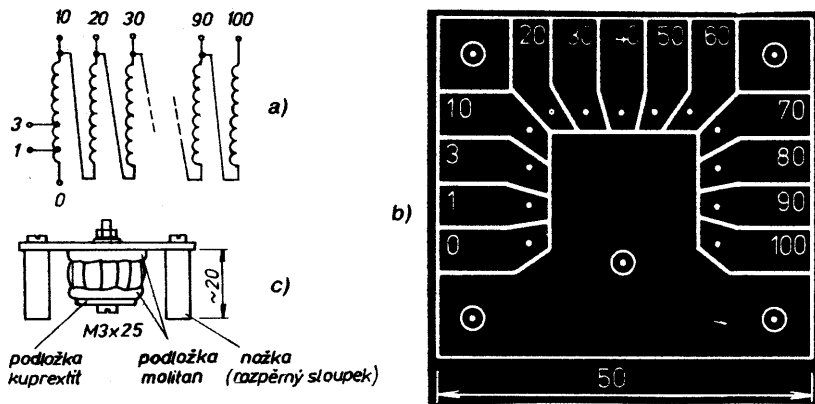 10 20 30 90 100
3
1
0
a)
~20
c)
M3x25
podložka kuprextit
podložka molitan
nožka (rozpěrný sloupek)
20 30 40 50 60
10 70
3 80
1 90
0 100
b)
50